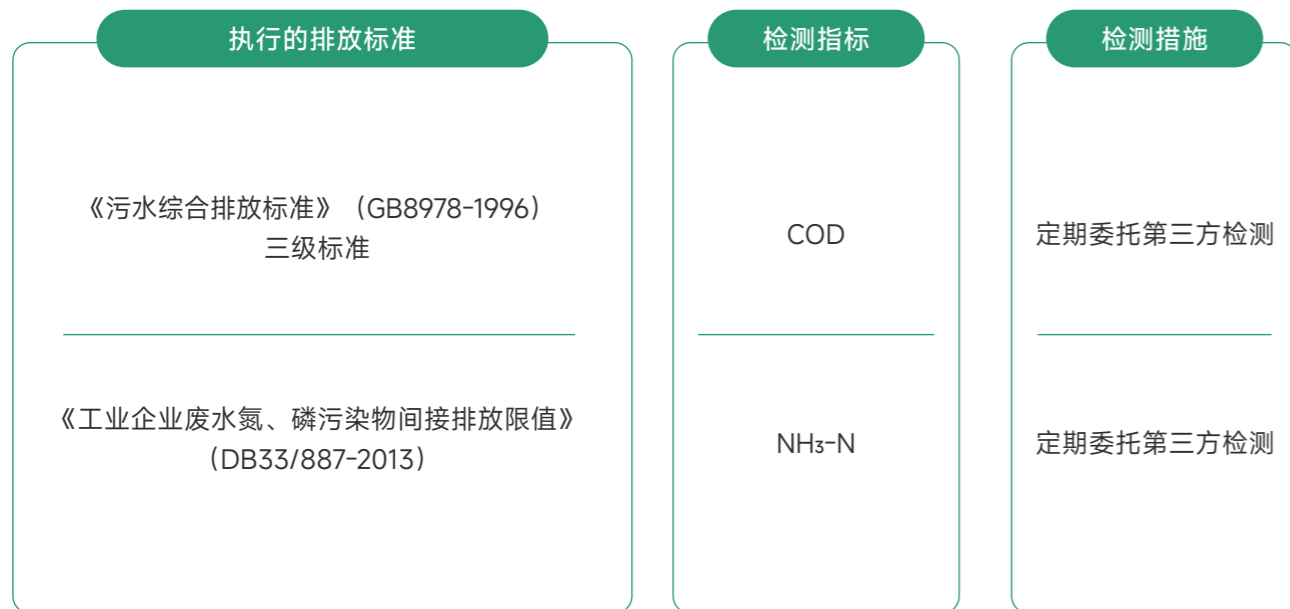 执行的排放标准
检测指标
检测措施
《污水综合排放标准》（GB8978-1996）
三级标准
COD
定期委托第三方检测
《工业企业废水氮、磷污染物间接排放限值》
（DB33/887-2013）
NH₃-N
定期委托第三方检测